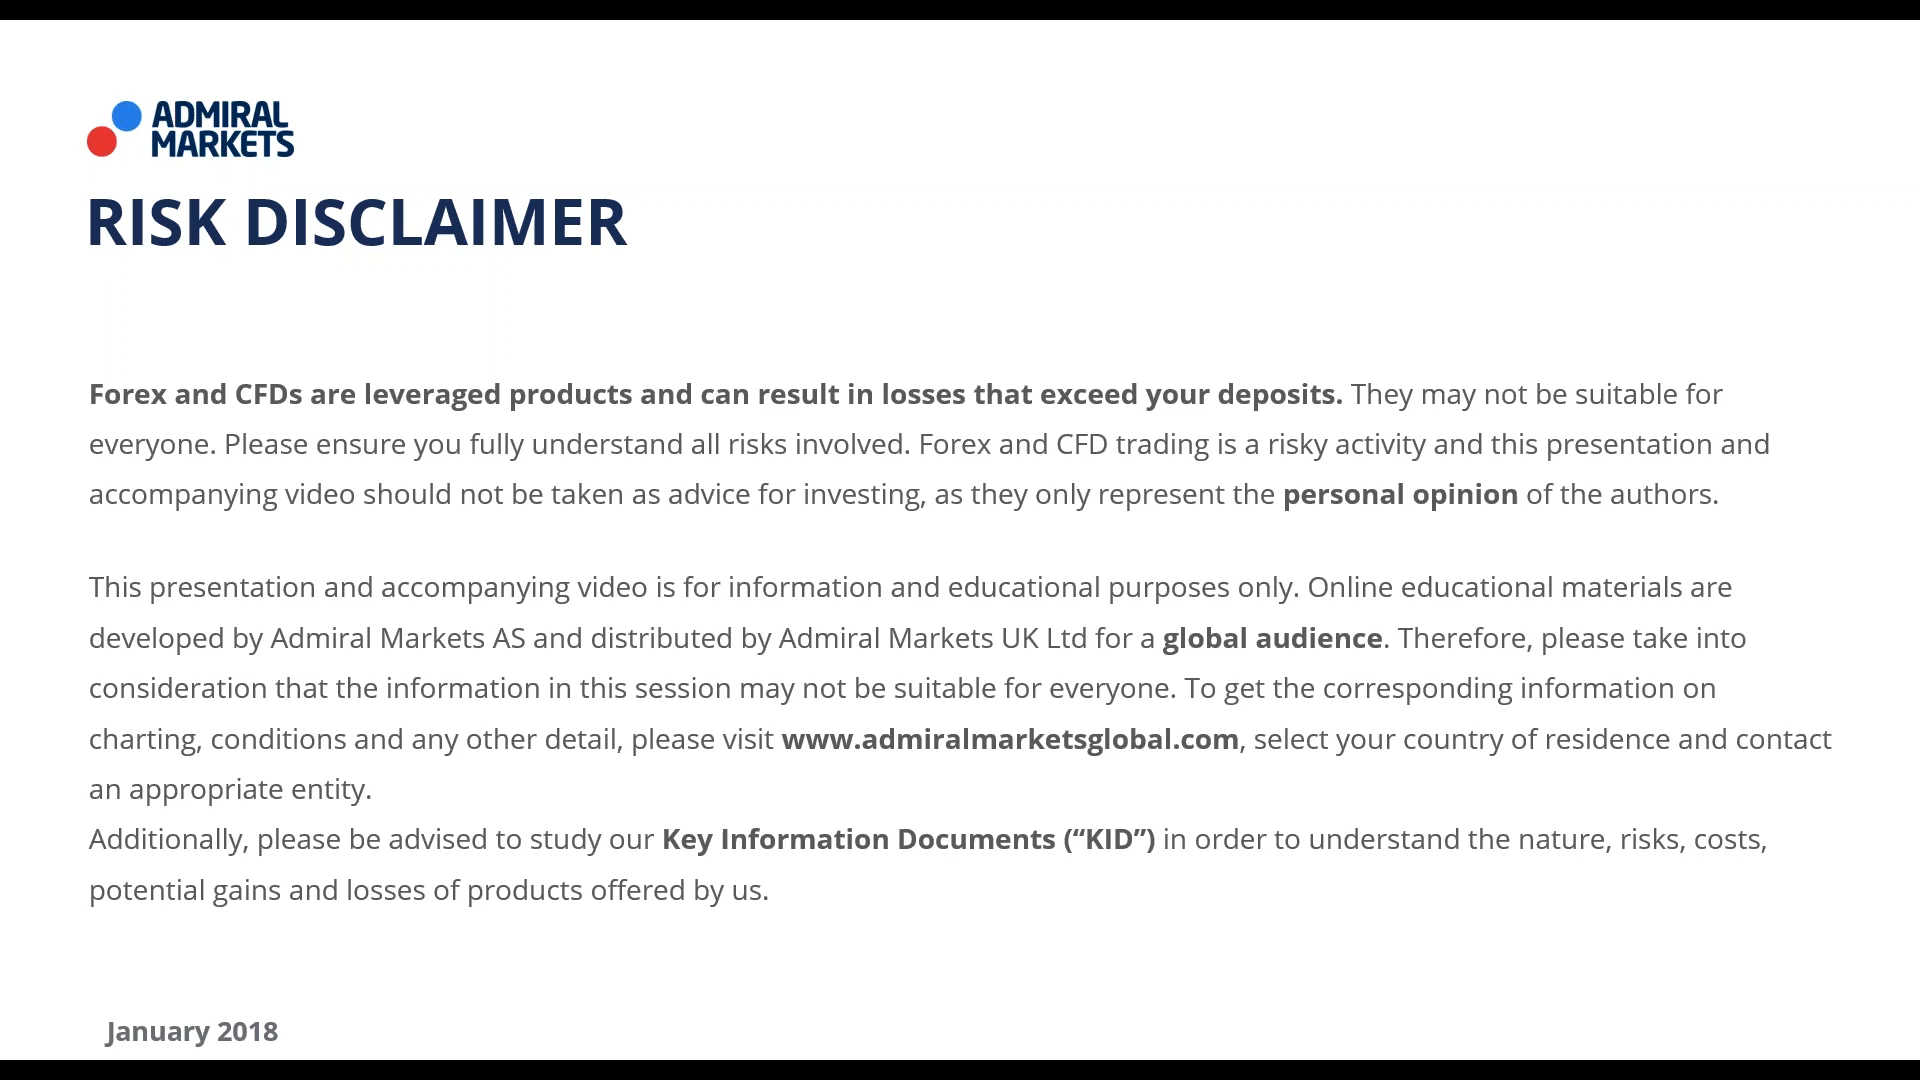 ADMIRAL
MARKETS
RISK DISCLAIMER
Forex and CFDs are leveraged products and can result in losses that exceed your deposits. They may not be suitable for
everyone. Please ensure you fully understand all risks involved. Forex and CFD trading is a risky activity and this presentation and
accompanying video should not be taken as advice for investing, as they only represent the personal opinion of the authors.
This presentation and accompanying video is for information and educational purposes only. Online educational materials are
developed by Admiral Markets AS and distributed by Admiral Markets UK Ltd for a global audience. Therefore, please take into
consideration that the information in this session may not be suitable for everyone. To get the corresponding information on
charting, conditions and any other detail, please visit www.admiralmarketsglobal.com, select your country of residence and contact
an appropriate entity.
Additionally, please be advised to study our Key Information Documents (“KID”) in order to understand the nature, risks, costs,
potential gains and losses of products offered by us.
January 2018